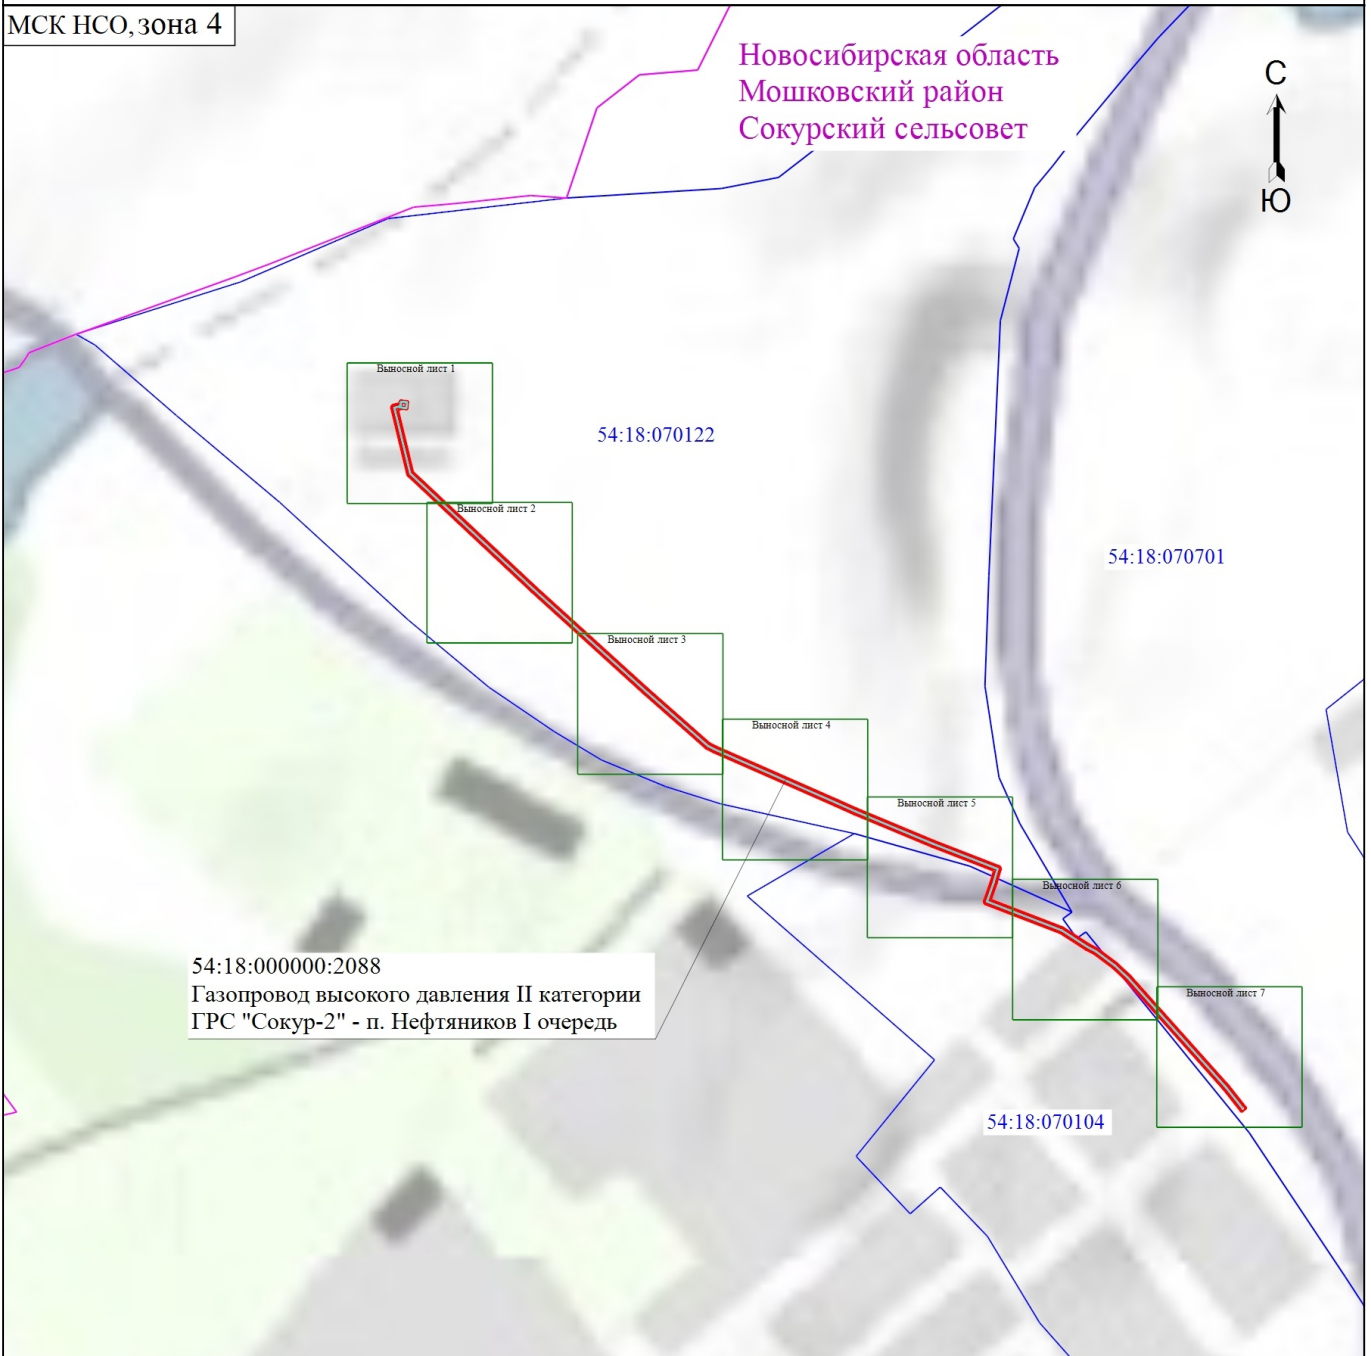 МСК НСО, зона 4
Новосибирская область
Мошковский район
Сокурский сельсовет
С
Ю
Выносной лист 1
54:18:070122
Выносной лист 2
54:18:070701
Выносной лист 3
Выносной лист 4
Выносной лист 5
Выносной лист 6
54:18:000000:2088
Газопровод высокого давления II категории
ГРС "Сокур-2" - п. Нефтяников I очередь
Выносной лист 7
54:18:070104